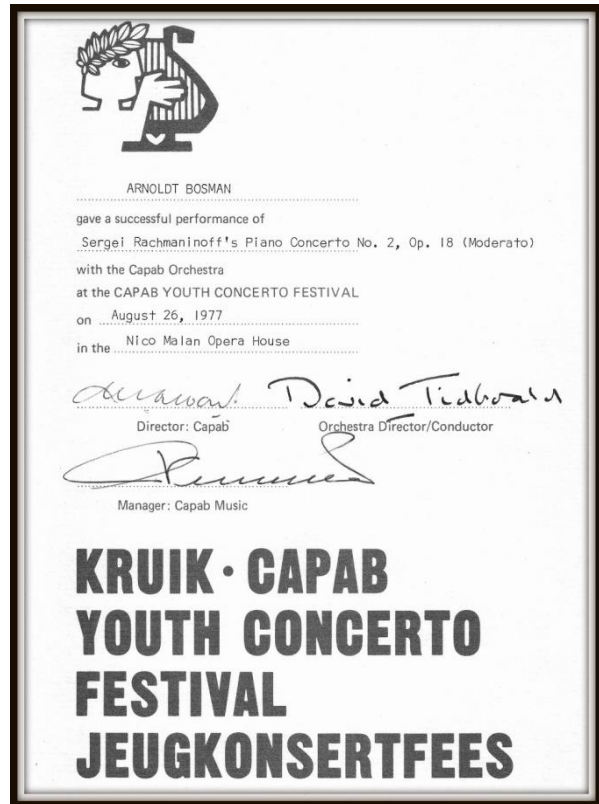 ARNOLDT BOSMAN
gave a successful performance of
Sergei Rachmaninoff's Piano Concerto No. 2, Op. 18 (Moderato)
with the Capab Orchestra
at the CAPAB YOUTH CONCERTO FESTIVAL
on August 26, 1977
in the Nico Malan Opera House
David Tidboald
Director: Capab Orchestra Director/Conductor
Manager: Capab Music
KRUIK · CAPAB
YOUTH CONCERTO
FESTIVAL
JEUGKONSERTFEES